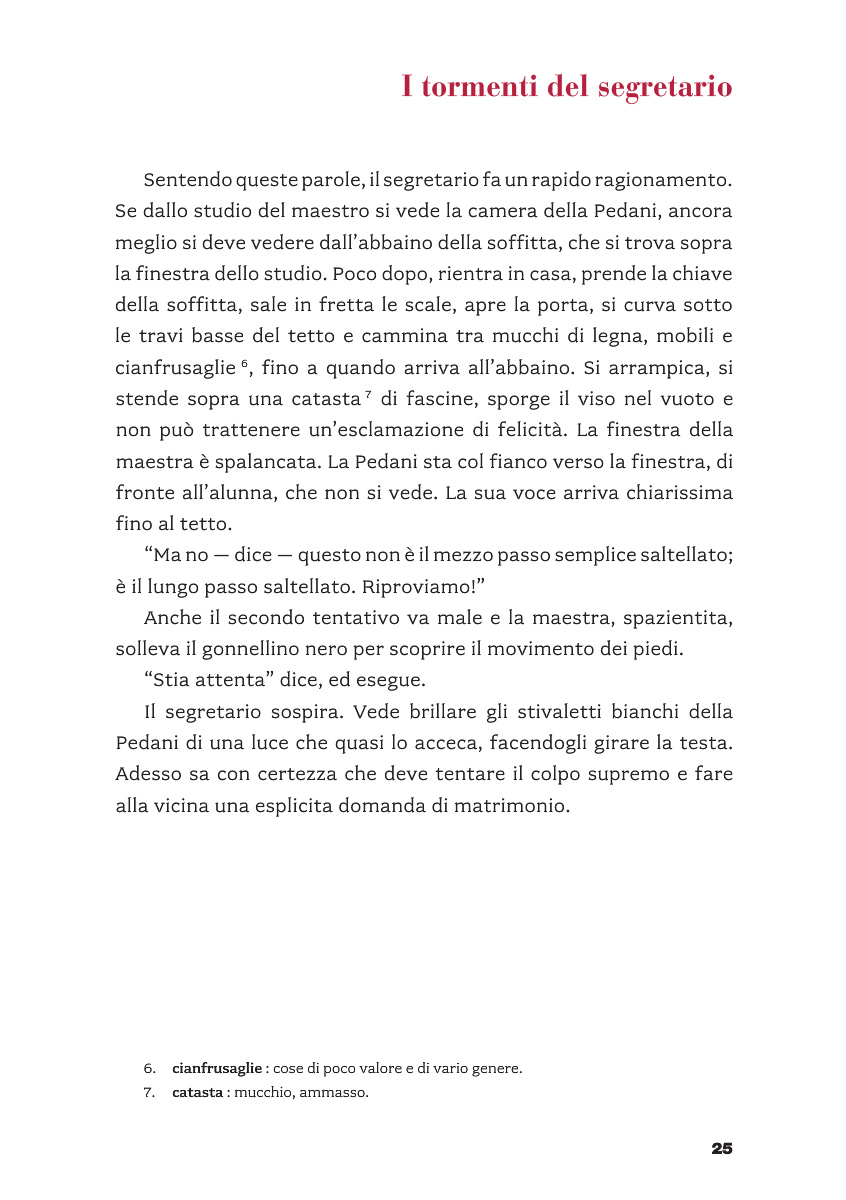 I tormenti del segretario
Sentendo queste parole, il segretario fa un rapido ragionamento.
Se dallo studio del maestro si vede la camera della Pedani, ancora
meglio si deve vedere dall’abbaino della soffitta, che si trova sopra
la finestra dello studio. Poco dopo, rientra in casa, prende la chiave
della soffitta, sale in fretta le scale, apre la porta, si curva sotto
le travi basse del tetto e cammina tra mucchi di legna, mobili e
cianfrusaglie ⁶, fino a quando arriva all’abbaino. Si arrampica, si
stende sopra una catasta ⁷ di fascine, sporge il viso nel vuoto e
non può trattenere un’esclamazione di felicità. La finestra della
maestra è spalancata. La Pedani sta col fianco verso la finestra, di
fronte all’alunna, che non si vede. La sua voce arriva chiarissima
fino al tetto.
“Ma no — dice — questo non è il mezzo passo semplice saltellato;
è il lungo passo saltellato. Riproviamo!”
Anche il secondo tentativo va male e la maestra, spazientita,
solleva il gonnellino nero per scoprire il movimento dei piedi.
“Stia attenta” dice, ed esegue.
Il segretario sospira. Vede brillare gli stivaletti bianchi della
Pedani di una luce che quasi lo acceca, facendogli girare la testa.
Adesso sa con certezza che deve tentare il colpo supremo e fare
alla vicina una esplicita domanda di matrimonio.
6. cianfrusaglie : cose di poco valore e di vario genere.
7. catasta : mucchio, ammasso.
25